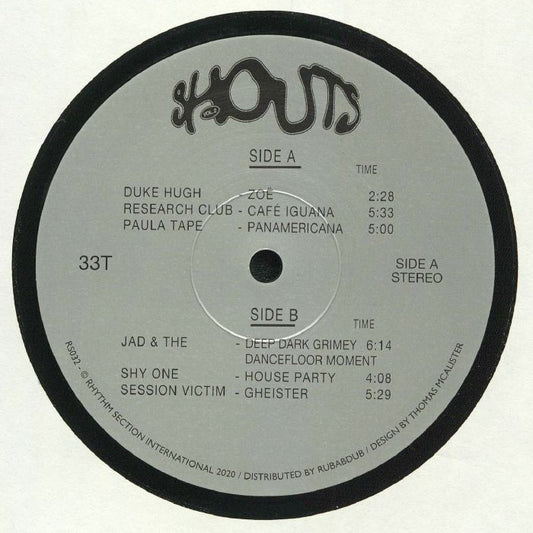 SHOUTS
VOL.2
SIDE A
TIME
DUKE HUGH - ZOË 2:28
RESEARCH CLUB - CAFÉ IGUANA 5:33
PAULA TAPE - PANAMERICANA 5:00
33T
SIDE A
STEREO
SIDE B
TIME
JAD & THE - DEEP DARK GRIMEY 6:14
DANCEFLOOR MOMENT
SHY ONE - HOUSE PARTY 4:08
SESSION VICTIM - GHEISTER 5:29
RS032 - © RHYTHM SECTION INTERNATIONAL 2020 / DISTRIBUTED BY RUBADUB / DESIGN BY THOMAS MCALISTER